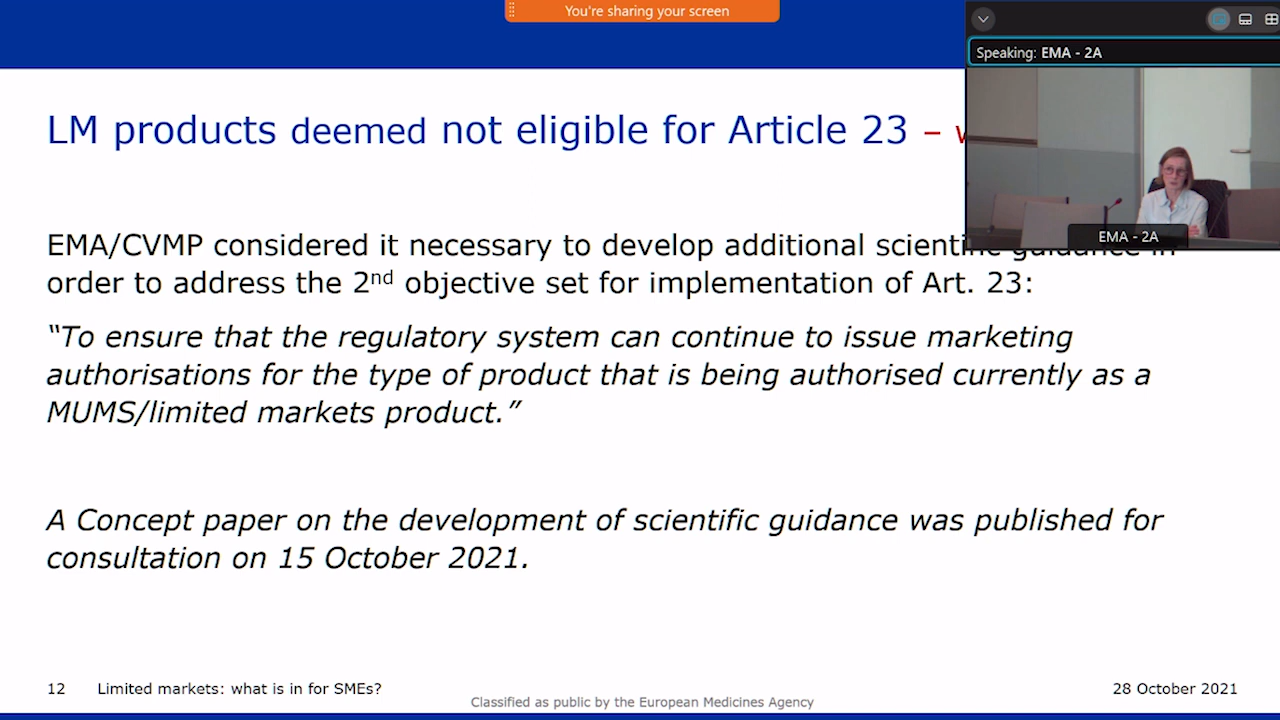 You're sharing your screen
Speaking: EMA - 2A
EMA - 2A
LM products deemed not eligible for Article 23 –
EMA/CVMP considered it necessary to develop additional scientific guidance in
order to address the 2nd objective set for implementation of Art. 23:
“To ensure that the regulatory system can continue to issue marketing
authorisations for the type of product that is being authorised currently as a
MUMS/limited markets product.”
A Concept paper on the development of scientific guidance was published for
consultation on 15 October 2021.
12 Limited markets: what is in for SMEs? 28 October 2021
Classified as public by the European Medicines Agency